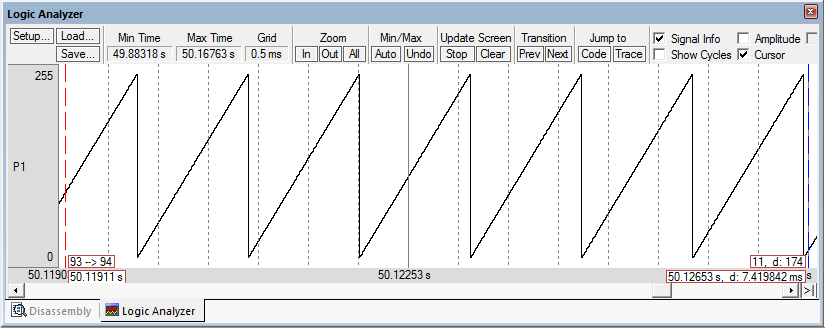 Logic Analyzer
Setup... Load... Min Time Max Time Grid Zoom Min/Max Update Screen Transition Jump to Signal Info Amplitude
Save... 49.88318 s 50.16763 s 0.5 ms In Out All Auto Undo Stop Clear Prev Next Code Trace Show Cycles Cursor
255
P1
0
93 --> 94 11, d: 174
50.1190 50.11911 s 50.12253 s 50.12653 s, d: 7.419842 ms s
Disassembly Logic Analyzer